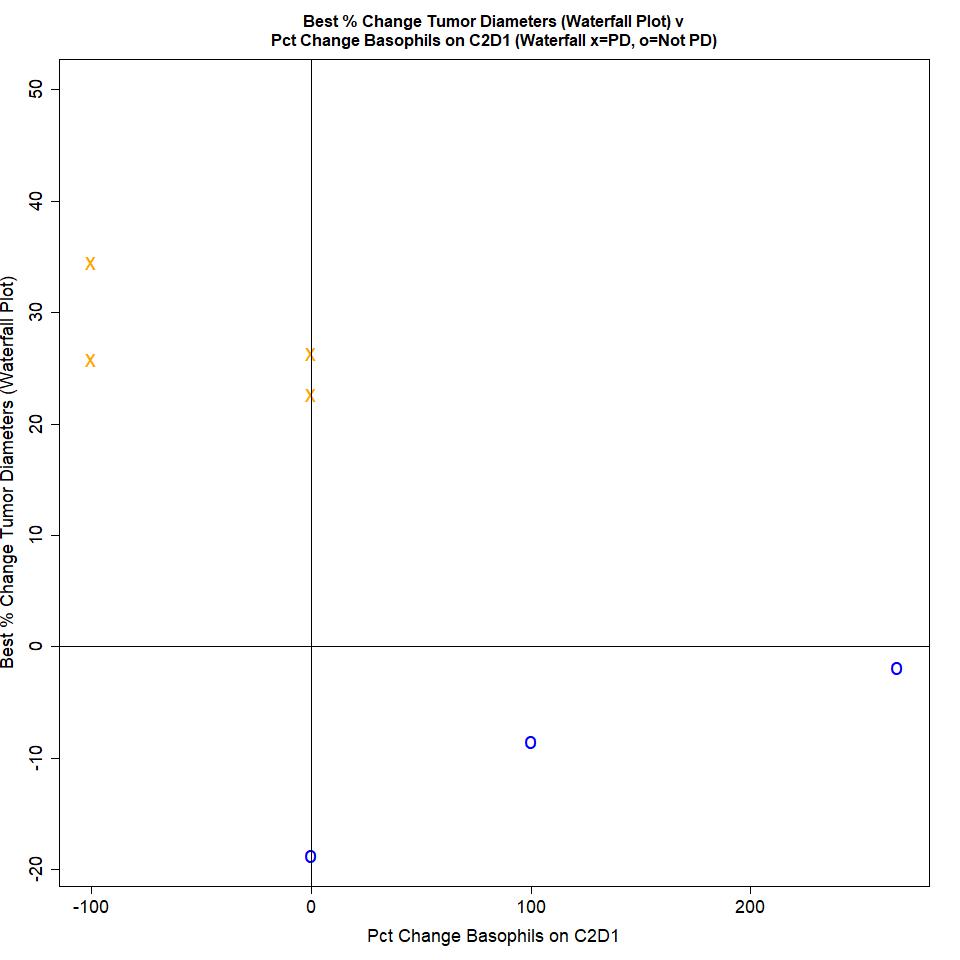 Best % Change Tumor Diameters (Waterfall Plot) v
Pct Change Basophils on C2D1 (Waterfall x=PD, o=Not PD)
Best % Change Tumor Diameters (Waterfall Plot)
50
40
30
20
10
0
-10
-20
X
X
X
X
O
O
O
-100
0
100
200
Pct Change Basophils on C2D1